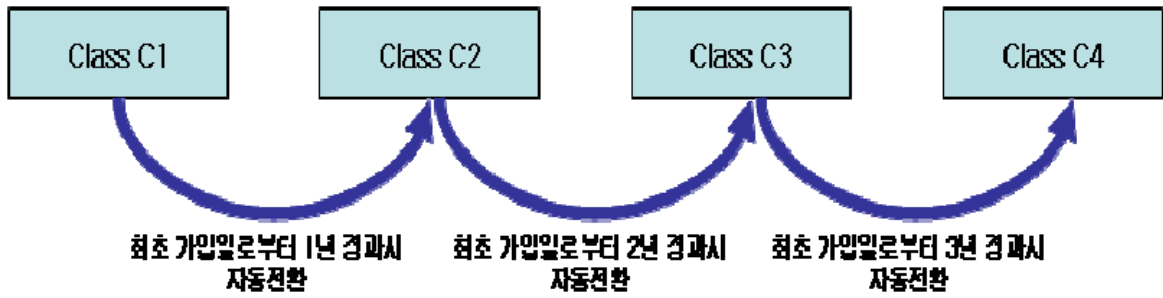 Class C1
Class C2
Class C3
Class C4
최초 가입일로부터 1년 경과시
자동전환
최초 가입일로부터 2년 경과시
자동전환
최초 가입일로부터 3년 경과시
자동전환